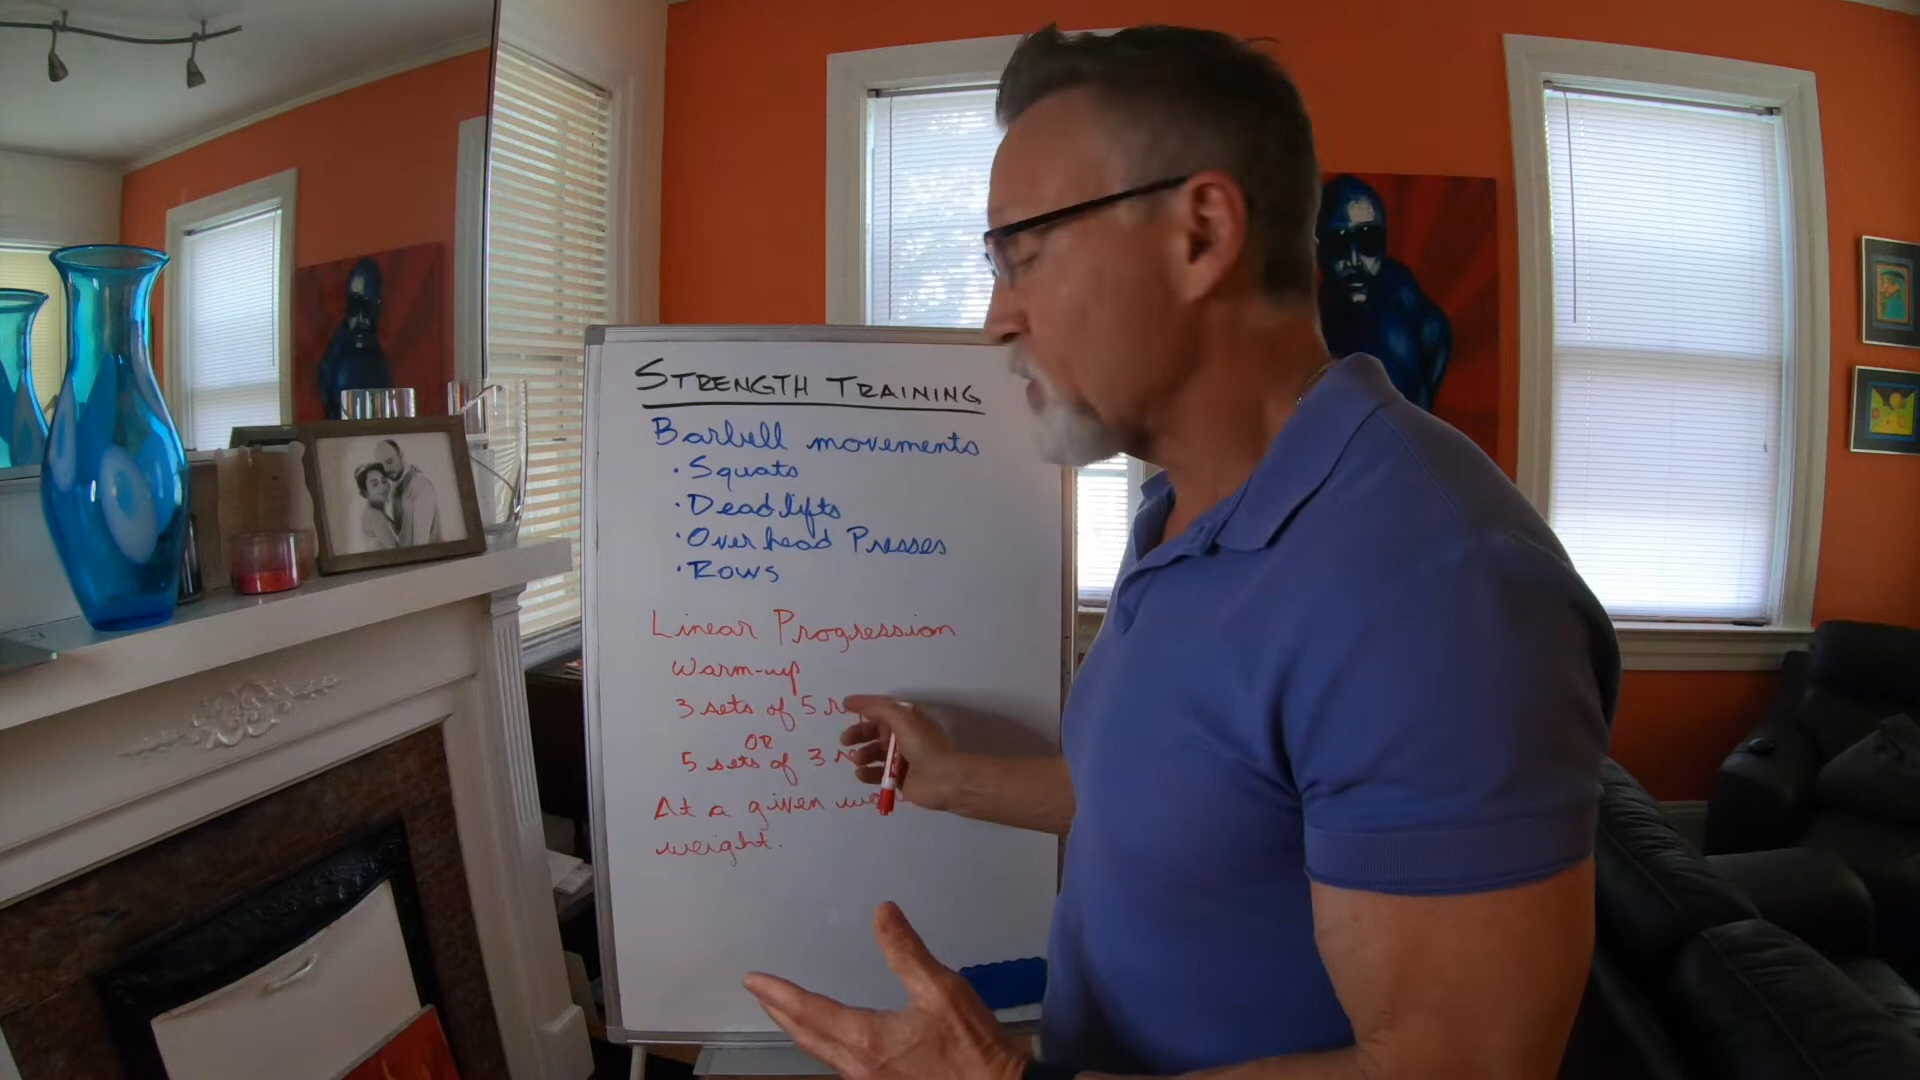 STRENGTH TRAINING
Barbell movements
• Squats
• Deadlifts
• Overhead Presses
• Rows
Linear Progression
Warm-up
3 sets of 5
OR
5 sets of 3
At a given
weight.